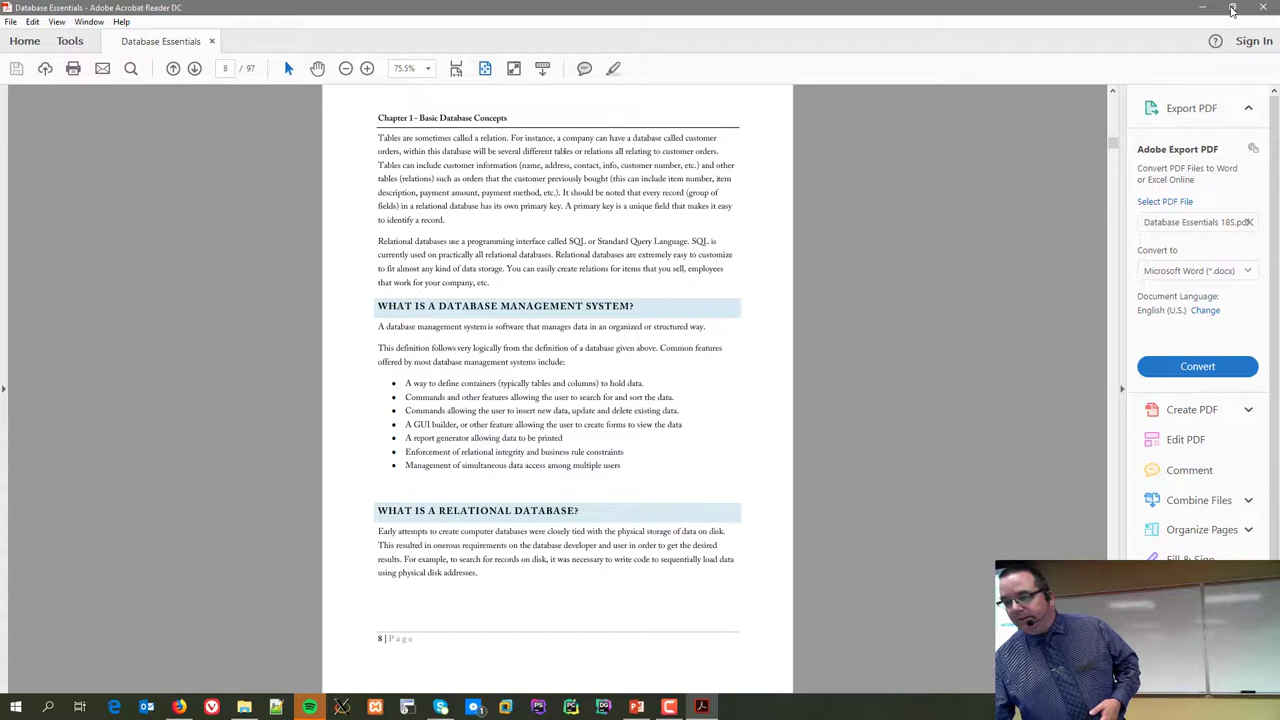 Database Essentials - Adobe Acrobat Reader DC
File Edit View Window Help
Home Tools Database Essentials × Sign In
8 / 97 75.5%
Chapter 1 - Basic Database Concepts
Tables are sometimes called a relation. For instance, a company can have a database called customer
orders, within this database will be several different tables or relations all relating to customer orders.
Tables can include customer information (name, address, contact, info, customer number, etc.) and other
tables (relations) such as orders that the customer previously bought (this can include item number, item
description, payment amount, payment method, etc.). It should be noted that every record (group of
fields) in a relational database has its own primary key. A primary key is a unique field that makes it easy
to identify a record.
Relational databases use a programming interface called SQL or Standard Query Language. SQL is
currently used on practically all relational databases. Relational databases are extremely easy to customize
to fit almost any kind of data storage. You can easily create relations for items that you sell, employees
that work for your company, etc.
WHAT IS A DATABASE MANAGEMENT SYSTEM?
A database management system is software that manages data in an organized or structured way.
This definition follows very logically from the definition of a database given above. Common features
offered by most database management systems include:
• A way to define containers (typically tables and columns) to hold data.
• Commands and other features allowing the user to search for and sort the data.
• Commands allowing the user to insert new data, update and delete existing data.
• A GUI builder, or other feature allowing the user to create forms to view the data
• A report generator allowing data to be printed
• Enforcement of relational integrity and business rule constraints
• Management of simultaneous data access among multiple users
WHAT IS A RELATIONAL DATABASE?
Early attempts to create computer databases were closely tied with the physical storage of data on disk.
This resulted in onerous requirements on the database developer and user in order to get the desired
results. For example, to search for records on disk, it was necessary to write code to sequentially load data
using physical disk addresses.
8 | Page
Export PDF
Adobe Export PDF
Convert PDF Files to Word
or Excel Online
Select PDF File
Database Essentials 18S.pdf
Convert to
Microsoft Word (*.docx)
Document Language:
English (U.S.) Change
Convert
Create PDF
Edit PDF
Comment
Combine Files
Organize Pages
Fill & Sign